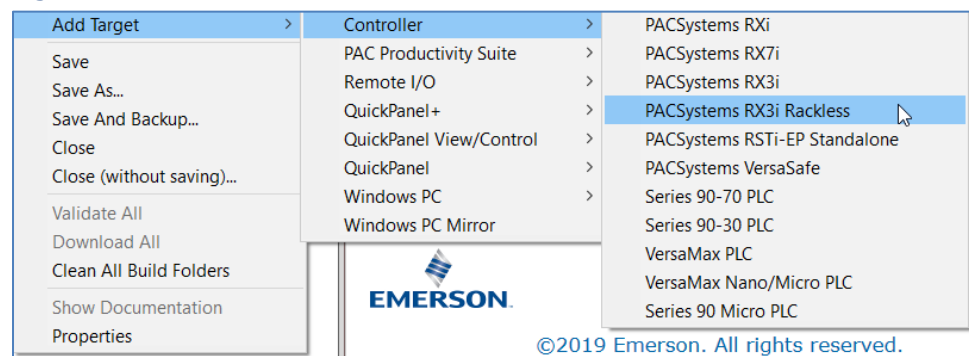 Add Target
Save
Save As...
Save And Backup...
Close
Close (without saving)...
Validate All
Download All
Clean All Build Folders
Show Documentation
Properties
Controller
PAC Productivity Suite
Remote I/O
QuickPanel+
QuickPanel View/Control
QuickPanel
Windows PC
Windows PC Mirror
PACSystems RXi
PACSystems RX7i
PACSystems RX3i
PACSystems RX3i Rackless
PACSystems RSTi-EP Standalone
PACSystems VersaSafe
Series 90-70 PLC
Series 90-30 PLC
VersaMax PLC
VersaMax Nano/Micro PLC
Series 90 Micro PLC
EMERSON.
©2019 Emerson. All rights reserved.